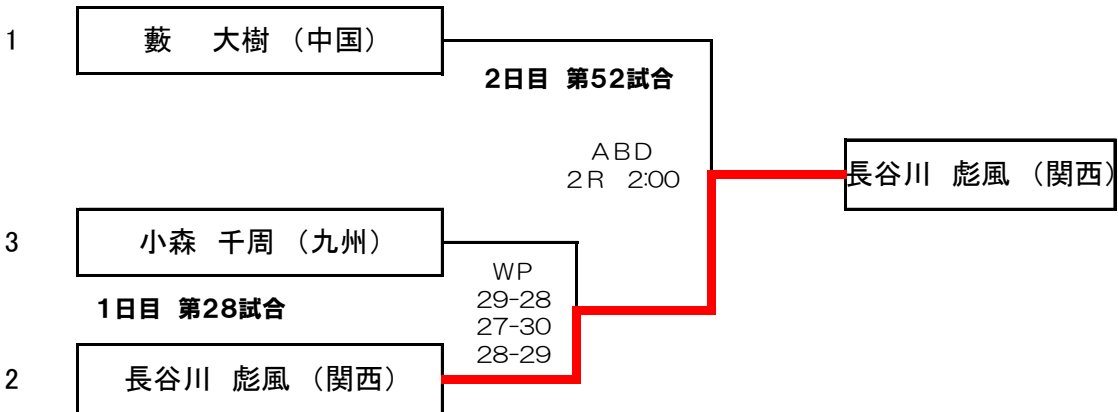 1
藪 大樹 （中国）
2日目 第52試合
ABD
2R 2:00
長谷川 彪風 （関西）
3
小森 千周 （九州）
WP
29-28
27-30
28-29
1日目 第28試合
2
長谷川 彪風 （関西）